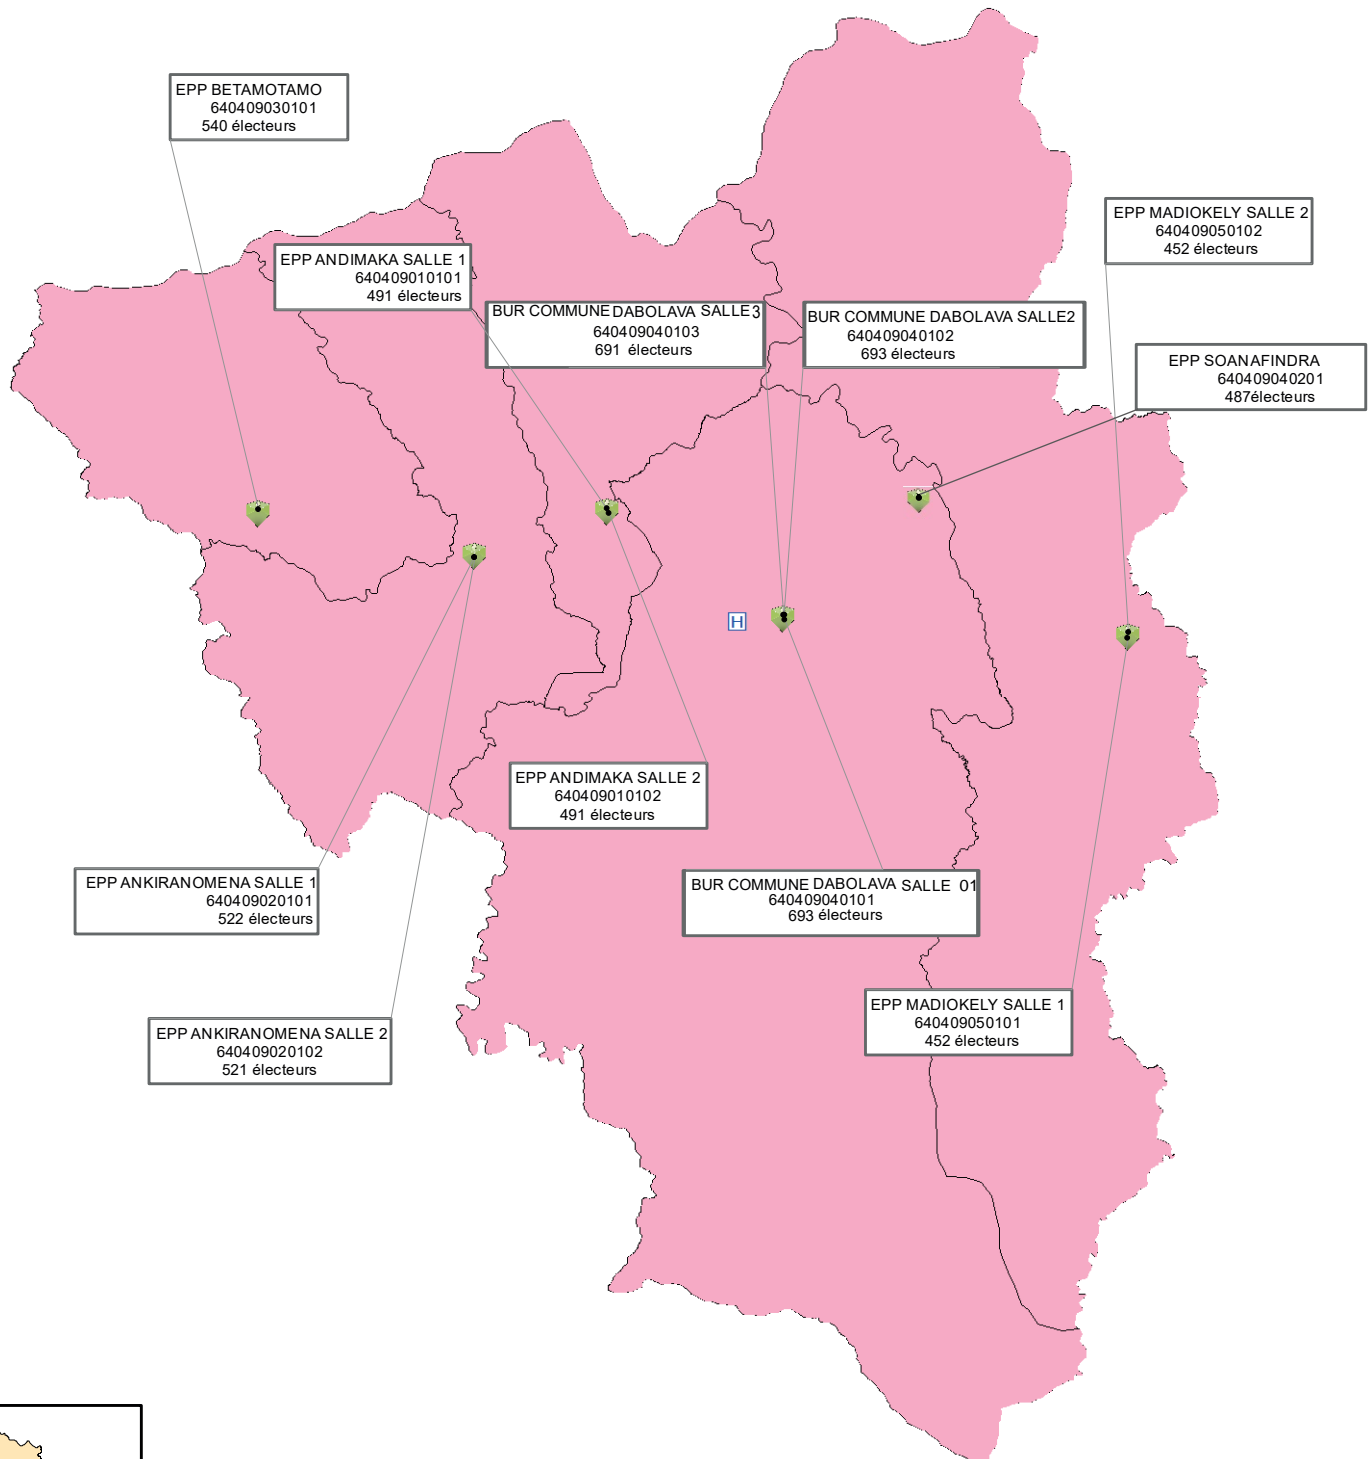 EPP BETAMOTAMO
640409030101
540 électeurs
EPP MADIOKELY SALLE 2
640409050102
452 électeurs
EPP ANDIMAKA SALLE 1
640409010101
491 électeurs
BUR COMMUNE DABOLAVA SALLE3
640409040103
691 électeurs
BUR COMMUNE DABOLAVA SALLE2
640409040102
693 électeurs
EPP SOANAFINDRA
640409040201
487électeurs
H
EPP ANDIMAKA SALLE 2
640409010102
491 électeurs
EPP ANKIRANOMENA SALLE 1
640409020101
522 électeurs
BUR COMMUNE DABOLAVA SALLE 01
640409040101
693 électeurs
EPP MADIOKELY SALLE 1
640409050101
452 électeurs
EPP ANKIRANOMENA SALLE 2
640409020102
521 électeurs